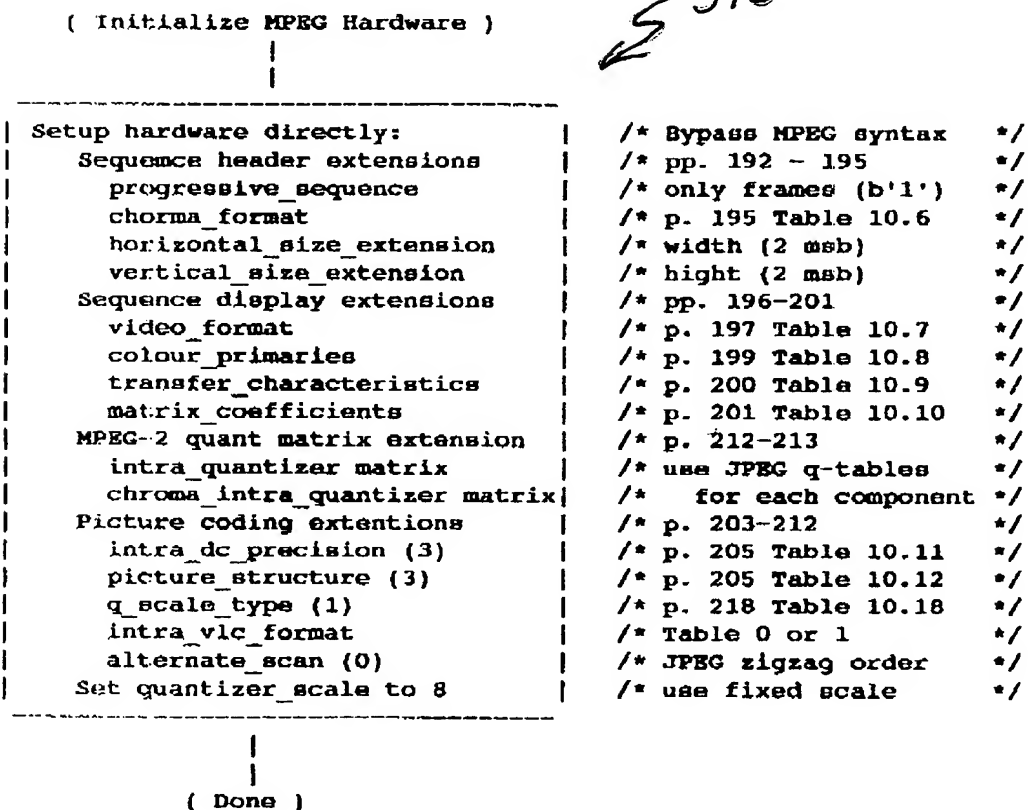 ( Initialize MPEG Hardware )
Setup hardware directly: /* Bypass MPEG syntax */
Sequemce header extensions /* pp. 192 - 195 */
progressive_sequence /* only frames (b'1') */
chorma_format /* p. 195 Table 10.6 */
horizontal_size_extension /* width (2 msb) */
vertical_size_extension /* hight (2 msb) */
Sequence display extensions /* pp. 196-201 */
video_format /* p. 197 Table 10.7 */
colour_primaries /* p. 199 Table 10.8 */
transfer_characteristics /* p. 200 Table 10.9 */
matrix_coefficients /* p. 201 Table 10.10 */
MPEG-2 quant matrix extension /* p. 212-213 */
intra_quantizer matrix /* use JPEG q-tables */
chroma_intra_quantizer matrix /* for each component */
Picture coding extentions /* p. 203-212 */
intra_dc_precision (3) /* p. 205 Table 10.11 */
picture_structure (3) /* p. 205 Table 10.12 */
q_scale_type (1) /* p. 218 Table 10.18 */
intra_vlc_format /* Table 0 or 1 */
alternate_scan (0) /* JPEG zigzag order */
Set quantizer_scale to 8 /* use fixed scale */
( Done )